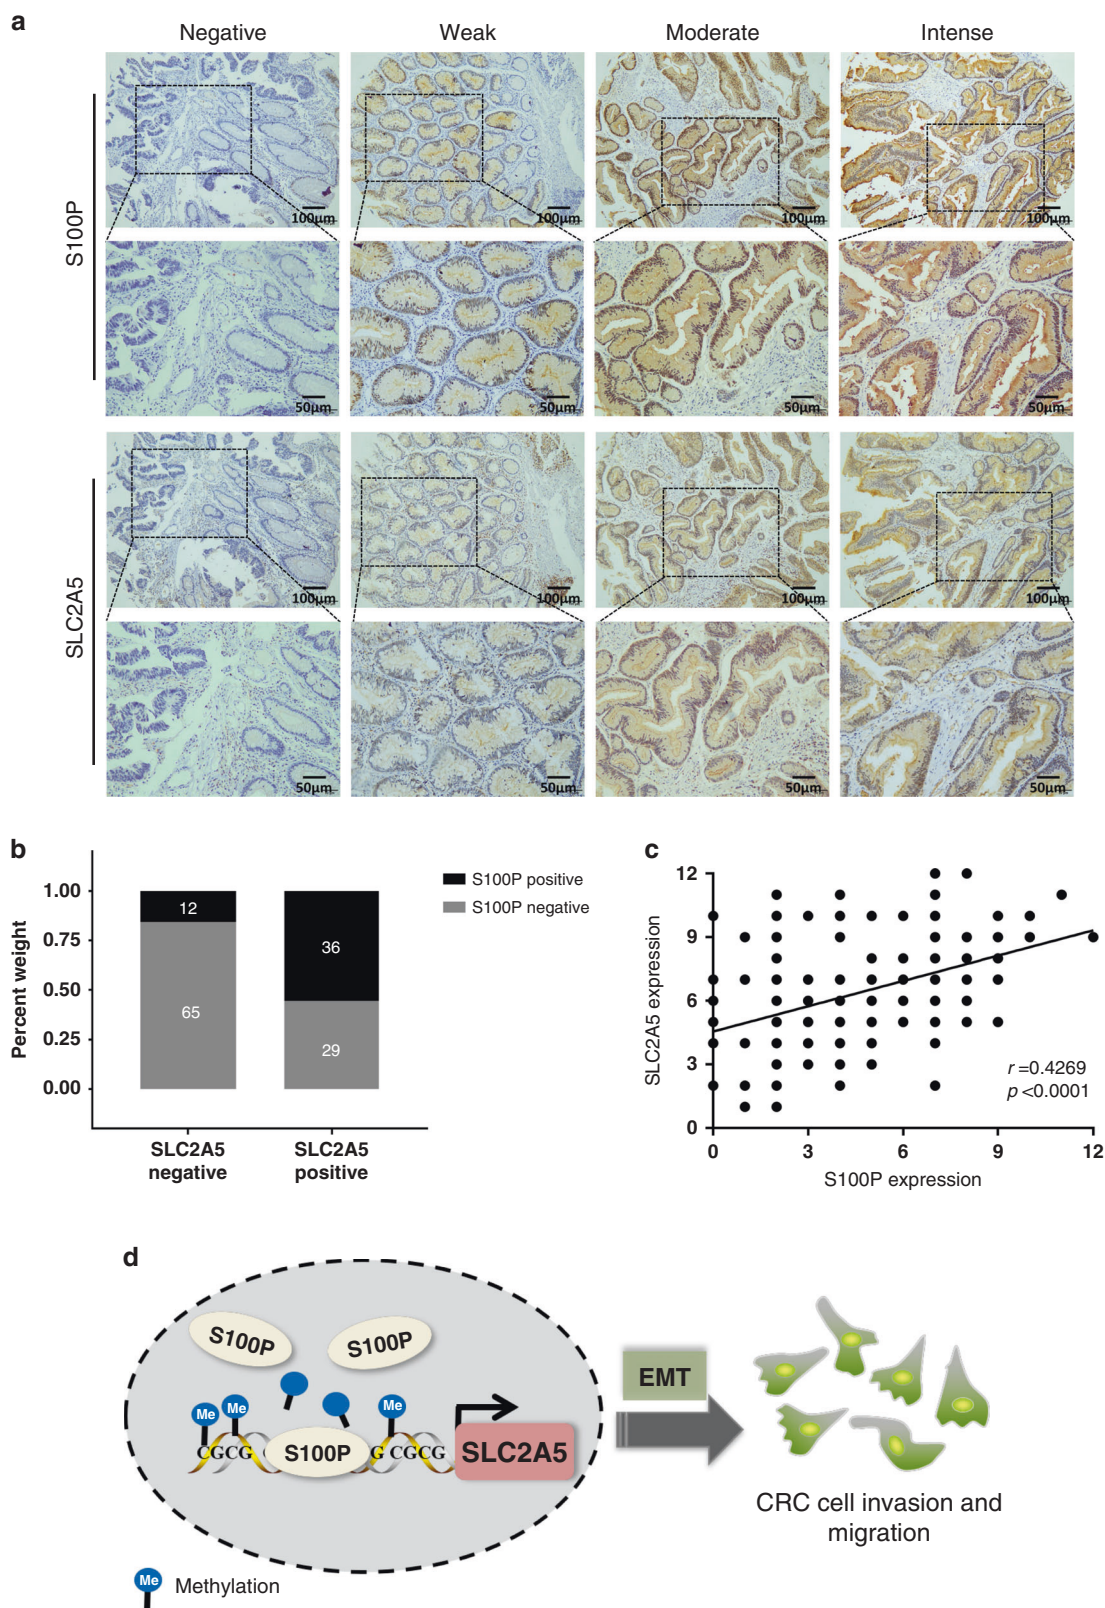 a
Negative
Weak
Moderate
Intense
S100P
100µm
100µm
100µm
100µm
50µm
50µm
50µm
50µm
SLC2A5
100µm
100µm
100µm
100µm
50µm
50µm
50µm
50µm
b
Percent weight
1.00
0.75
0.50
0.25
0.00
12
65
36
29
SLC2A5
negative
SLC2A5
positive
S100P positive
S100P negative
c
SLC2A5 expression
12
9
6
3
0
0
3
6
9
12
S100P expression
r =0.4269
p <0.0001
d
S100P
S100P
Me
Me
Me
CGCG
S100P
G CGCG
SLC2A5
EMT
CRC cell invasion and
migration
Me
Methylation